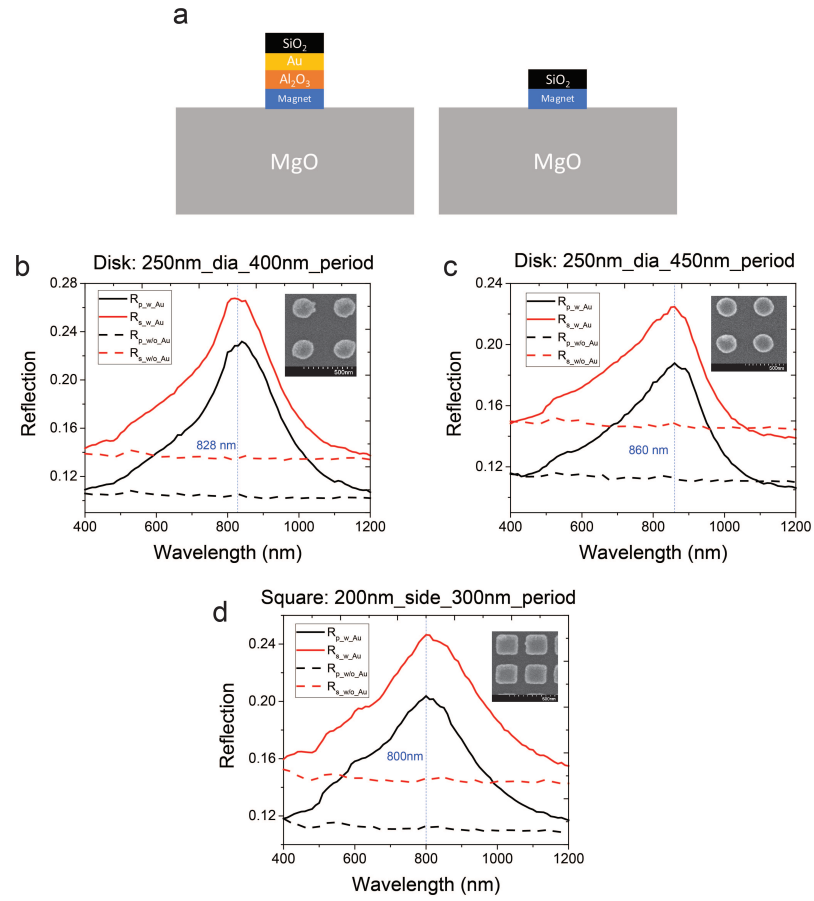 a
SiO2
Au
Al2O3
Magnet
MgO
SiO2
Magnet
MgO
b
Disk: 250nm_dia_400nm_period
0.28
0.24
0.20
0.16
0.12
Reflection
Rp_w_Au
Rs_w_Au
Rp_w/o_Au
Rs_w/o_Au
500nm
828 nm
400 600 800 1000 1200
Wavelength (nm)
c
Disk: 250nm_dia_450nm_period
0.24
0.20
0.16
0.12
Reflection
Rp_w_Au
Rs_w_Au
Rp_w/o_Au
Rs_w/o_Au
500nm
860 nm
400 600 800 1000 1200
Wavelength (nm)
d
Square: 200nm_side_300nm_period
0.24
0.20
0.16
0.12
Reflection
Rp_w_Au
Rs_w_Au
Rp_w/o_Au
Rs_w/o_Au
800nm
400 600 800 1000 1200
Wavelength (nm)